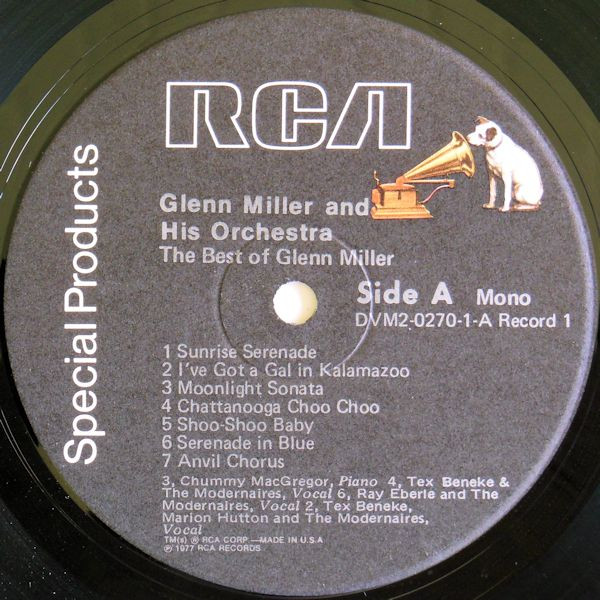 RCA
Special Products
Glenn Miller and
His Orchestra
The Best of Glenn Miller
Side A Mono
DVM2-0270-1-A Record 1
1 Sunrise Serenade
2 I've Got a Gal in Kalamazoo
3 Moonlight Sonata
4 Chattanooga Choo Choo
5 Shoo-Shoo Baby
6 Serenade in Blue
7 Anvil Chorus
3, Chummy MacGregor, Piano 4, Tex Beneke &
The Modernaires, Vocal 6, Ray Eberle and The
Modernaires, Vocal 2, Tex Beneke,
Marion Hutton and The Modernaires,
Vocal
TM(s) ® RCA CORP.—MADE IN U.S.A
℗ 1977 RCA RECORDS